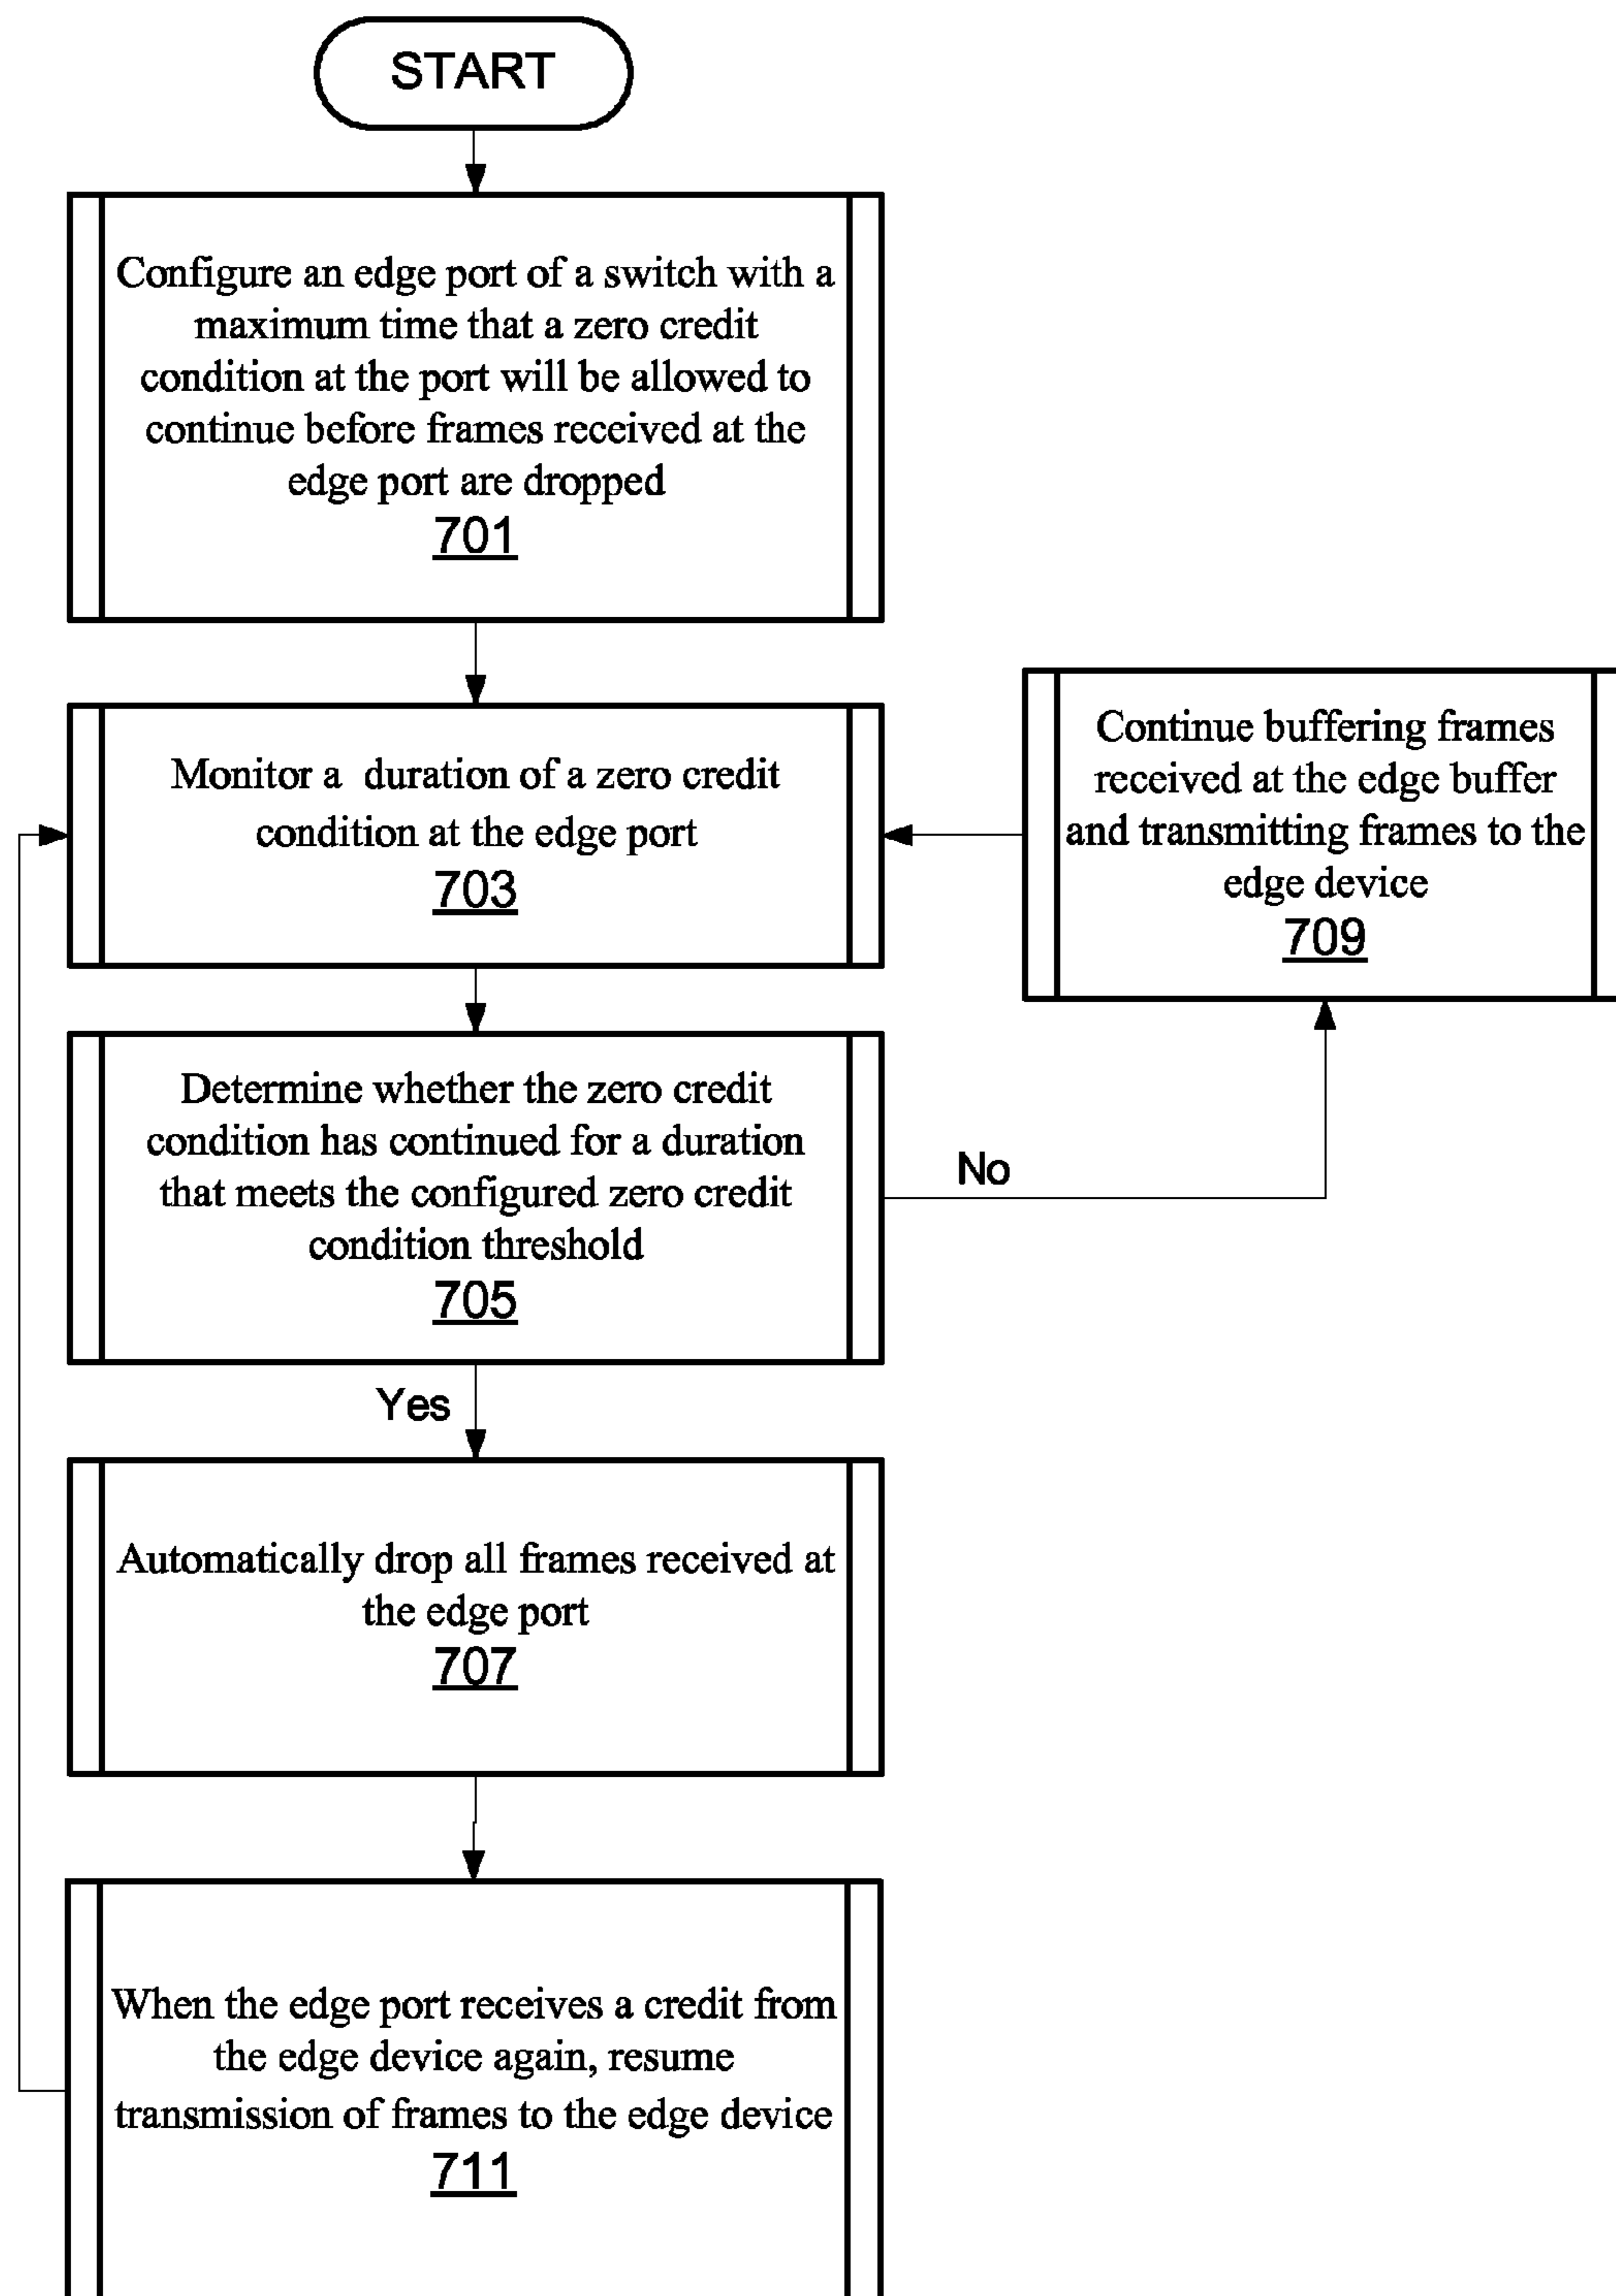 START
Configure an edge port of a switch with a
maximum time that a zero credit
condition at the port will be allowed to
continue before frames received at the
edge port are dropped
701
Monitor a duration of a zero credit
condition at the edge port
703
Continue buffering frames
received at the edge buffer
and transmitting frames to the
edge device
709
Determine whether the zero credit
condition has continued for a duration
that meets the configured zero credit
condition threshold
705
No
Yes
Automatically drop all frames received at
the edge port
707
When the edge port receives a credit from
the edge device again, resume
transmission of frames to the edge device
711